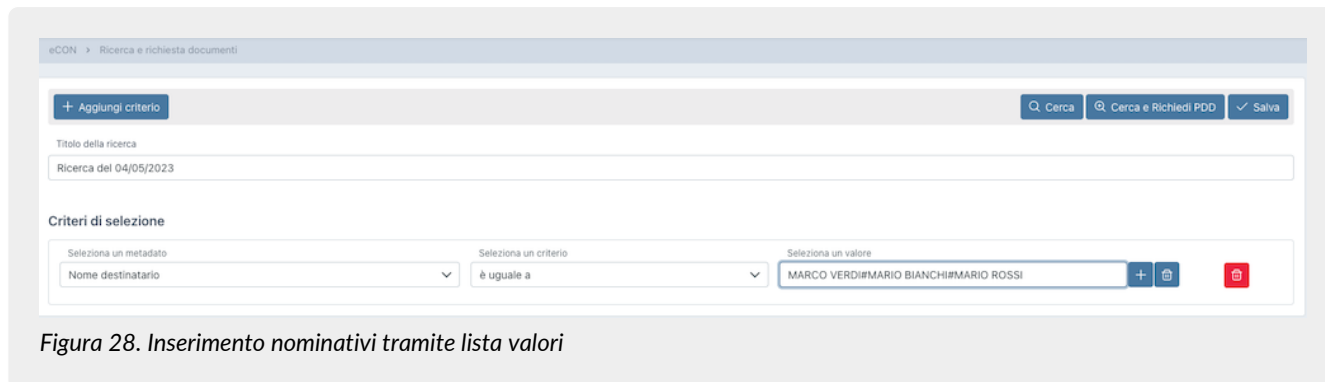 eCON > Ricerca e richiesta documenti
+ Aggiungi criterio
Cerca
Cerca e Richiedi PDD
Salva
Titolo della ricerca
Ricerca del 04/05/2023
Criteri di selezione
Seleziona un metadato
Seleziona un criterio
Seleziona un valore
Nome destinatario
è uguale a
MARCO VERDI#MARIO BIANCHI#MARIO ROSSI
Figura 28. Inserimento nominativi tramite lista valori